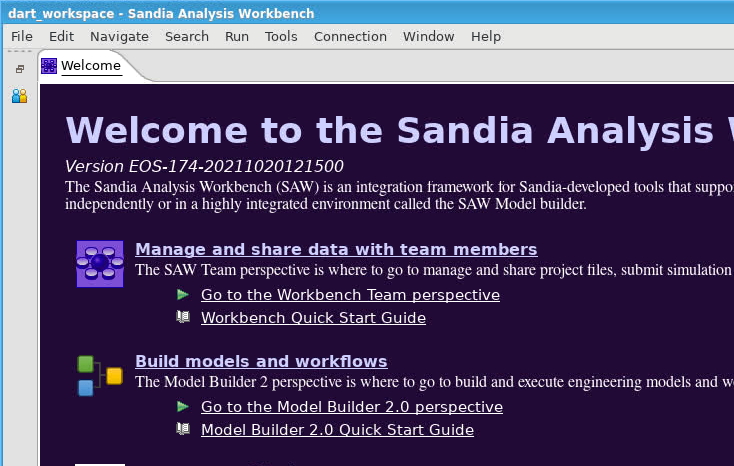 dart_workspace - Sandia Analysis Workbench
File Edit Navigate Search Run Tools Connection Window Help
Welcome
Welcome to the Sandia Analysis
Version EOS-174-20211020121500
The Sandia Analysis Workbench (SAW) is an integration framework for Sandia-developed tools that
independently or in a highly integrated environment called the SAW Model builder.
Manage and share data with team members
The SAW Team perspective is where to go to manage and share project files, submit simulation
Go to the Workbench Team perspective
Workbench Quick Start Guide
Build models and workflows
The Model Builder 2 perspective is where to go to build and execute engineering models and
Go to the Model Builder 2.0 perspective
Model Builder 2.0 Quick Start Guide